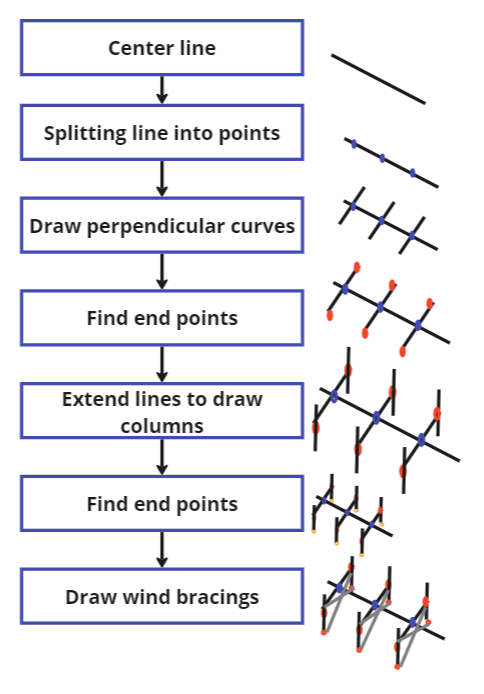 Center line
Splitting line into points
Draw perpendicular curves
Find end points
Extend lines to draw
columns
Find end points
Draw wind bracings